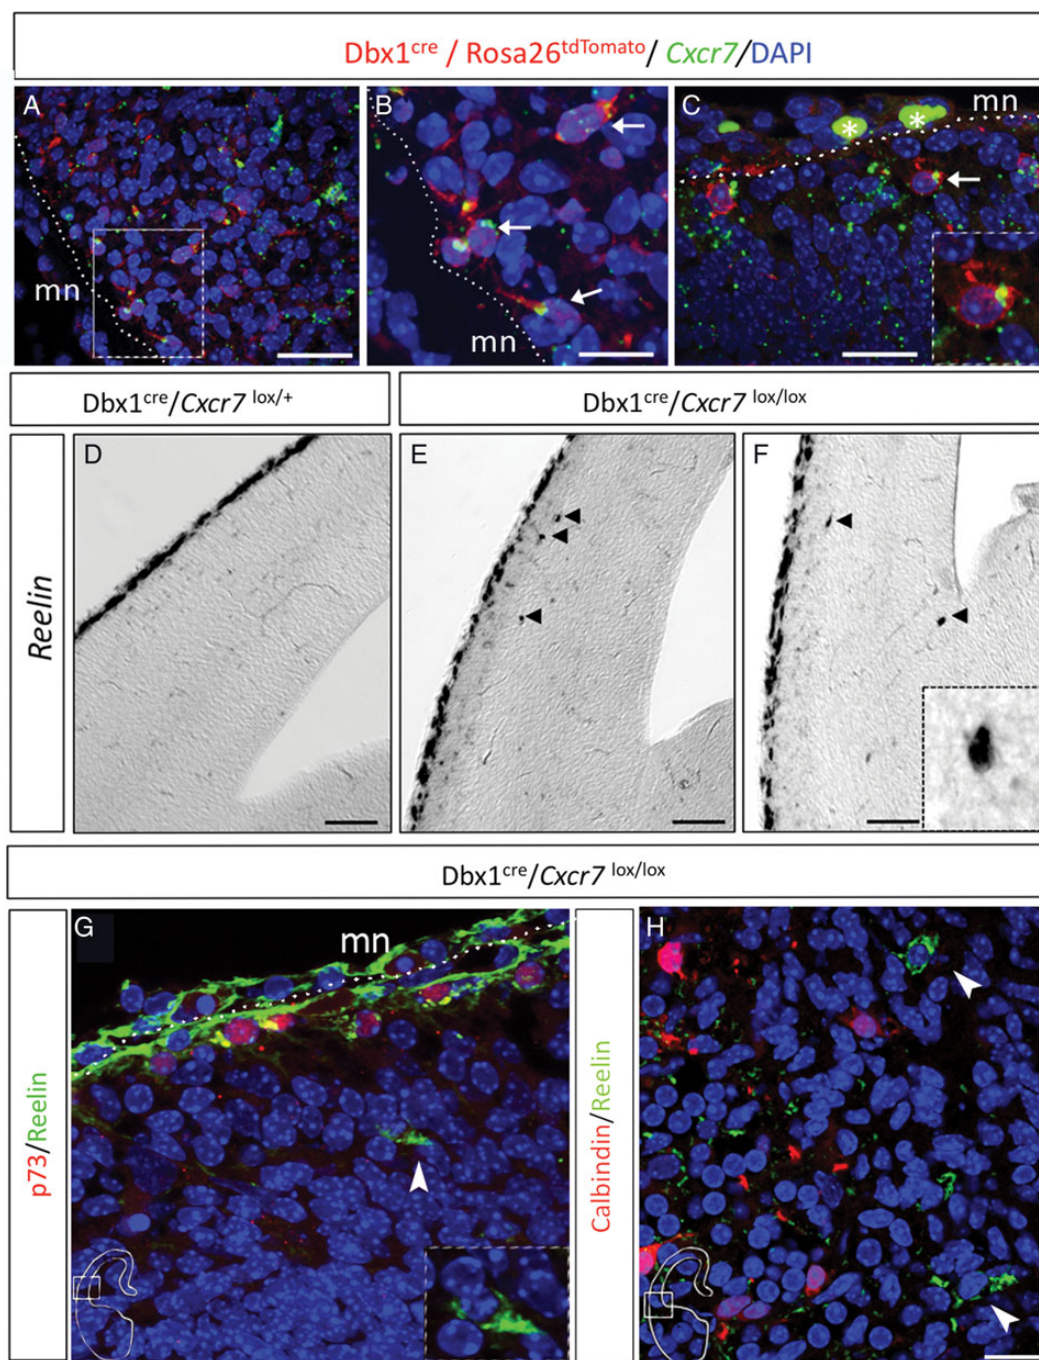 Dbx1cre / Rosa26tdTomato / Cxcr7/DAPI
A
mn
B
mn
C
mn
* *
Dbx1cre/Cxcr7 lox/+
Dbx1cre/Cxcr7 lox/lox
Reelin
D
E
F
Dbx1cre/Cxcr7 lox/lox
p73/Reelin
G
mn
Calbindin/Reelin
H